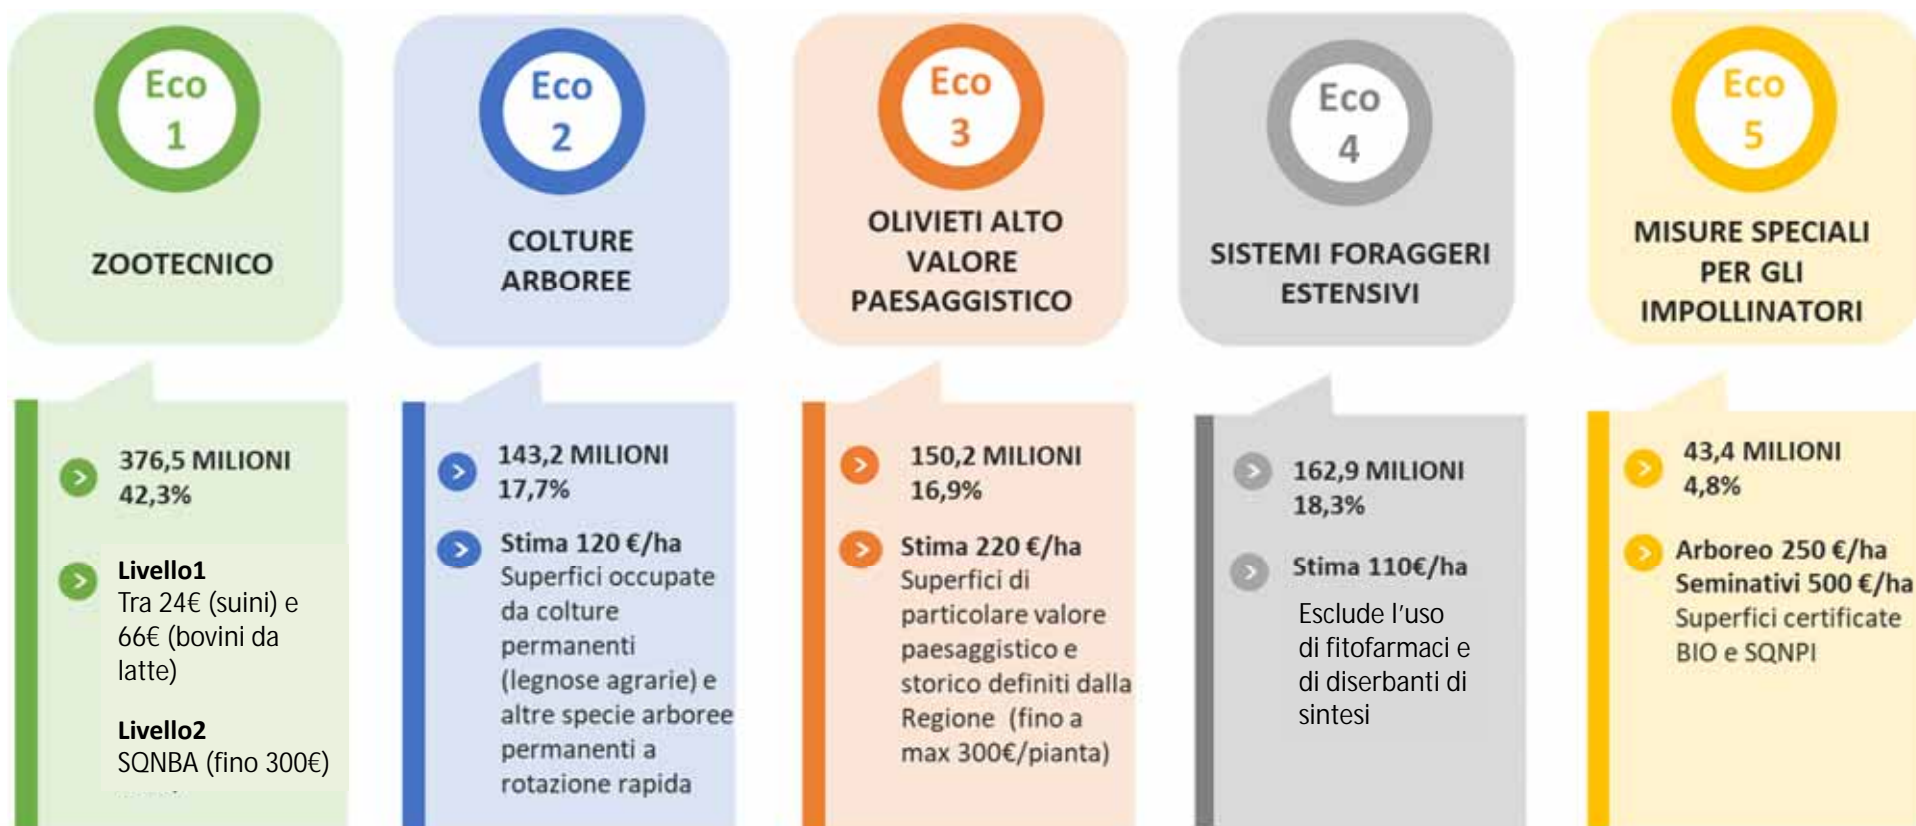 Eco
1
ZOOTECNICO
376,5 MILIONI
42,3%
Livello1
Tra 24€ (suini) e
66€ (bovini da
latte)
Livello2
SQNBA (fino 300€)
Eco
2
COLTURE
ARBOREE
143,2 MILIONI
17,7%
Stima 120 €/ha
Superfici occupate
da colture
permanenti
(legnose agrarie) e
altre specie arboree
permanenti a
rotazione rapida
Eco
3
OLIVIETI ALTO
VALORE
PAESAGGISTICO
150,2 MILIONI
16,9%
Stima 220 €/ha
Superfici di
particolare valore
paesaggistico e
storico definiti dalla
Regione (fino a
max 300€/pianta)
Eco
4
SISTEMI FORAGGERI
ESTENSIVI
162,9 MILIONI
18,3%
Stima 110€/ha
Esclude l'uso
di fitofarmaci e
di diserbanti di
sintesi
Eco
5
MISURE SPECIALI
PER GLI
IMPOLLINATORI
43,4 MILIONI
4,8%
Arboreo 250 €/ha
Seminativi 500 €/ha
Superfici certificate
BIO e SQNPI